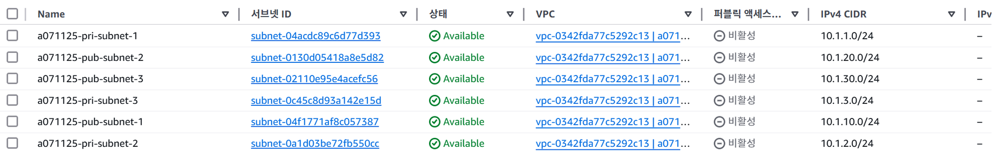 Name 서브넷 ID 상태 VPC 퍼블릭 액세스... IPv4 CIDR IPv
a071125-pri-subnet-1 subnet-04acdc89c6d77d393 Available vpc-0342fda77c5292c13 | a071... 비활성 10.1.1.0/24 –
a071125-pub-subnet-2 subnet-0130d05418a8e5d82 Available vpc-0342fda77c5292c13 | a071... 비활성 10.1.20.0/24 –
a071125-pub-subnet-3 subnet-02110e95e4acefc56 Available vpc-0342fda77c5292c13 | a071... 비활성 10.1.30.0/24 –
a071125-pri-subnet-3 subnet-0c45c8d93a142e15d Available vpc-0342fda77c5292c13 | a071... 비활성 10.1.3.0/24 –
a071125-pub-subnet-1 subnet-04f1771af8c057387 Available vpc-0342fda77c5292c13 | a071... 비활성 10.1.10.0/24 –
a071125-pri-subnet-2 subnet-0a1d03be72fb550cc Available vpc-0342fda77c5292c13 | a071... 비활성 10.1.2.0/24 –